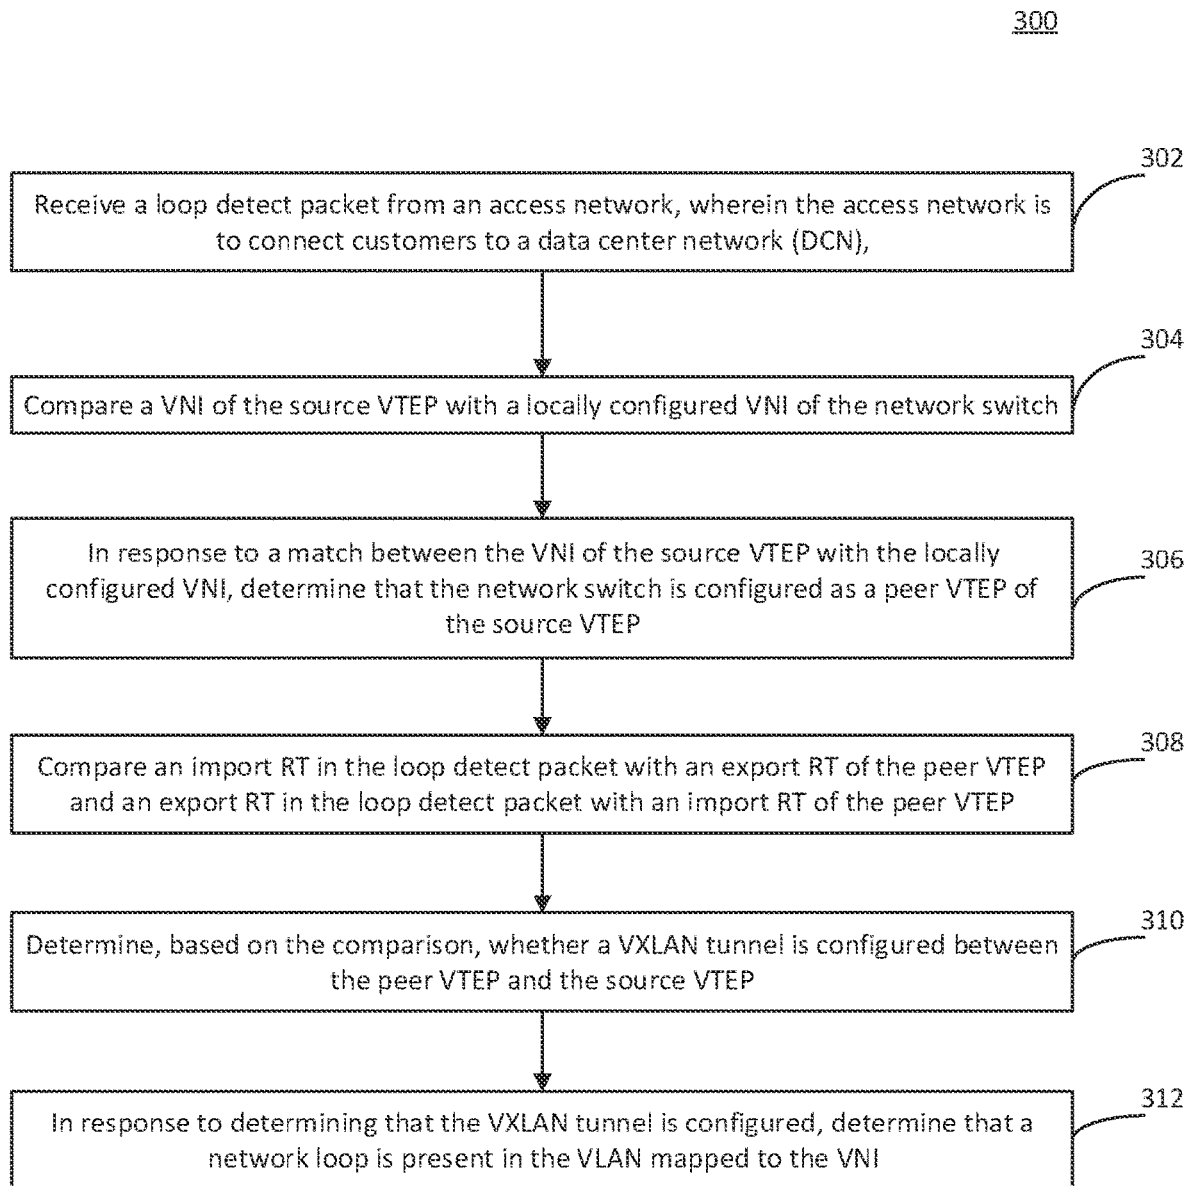 300
302
Receive a loop detect packet from an access network, wherein the access network is
to connect customers to a data center network (DCN),
304
Compare a VNI of the source VTEP with a locally configured VNI of the network switch
306
In response to a match between the VNI of the source VTEP with the locally
configured VNI, determine that the network switch is configured as a peer VTEP of
the source VTEP
308
Compare an import RT in the loop detect packet with an export RT of the peer VTEP
and an export RT in the loop detect packet with an import RT of the peer VTEP
310
Determine, based on the comparison, whether a VXLAN tunnel is configured between
the peer VTEP and the source VTEP
312
In response to determining that the VXLAN tunnel is configured, determine that a
network loop is present in the VLAN mapped to the VNI